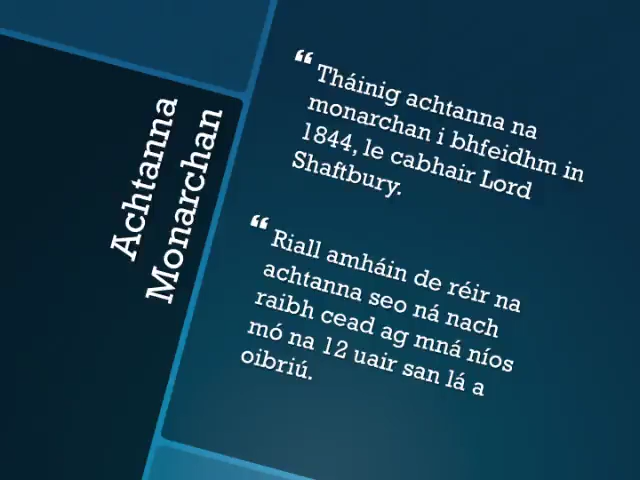 Achtanna
Monarchan
Tháinig achtanna na
monarchan i bhfeidhm in
1844, le cabhair Lord
Shaftbury.
Riall amháin de réir na
achtanna seo ná nach
raibh cead ag mná níos
mó na 12 uair san lá a
oibriú.